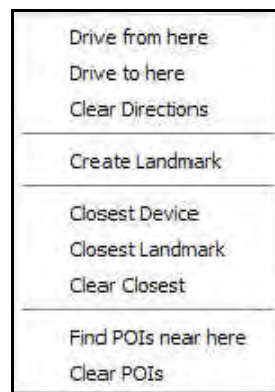 Drive from here
Drive to here
Clear Directions
Create Landmark
Closest Device
Closest Landmark
Clear Closest
Find POIs near here
Clear POIs